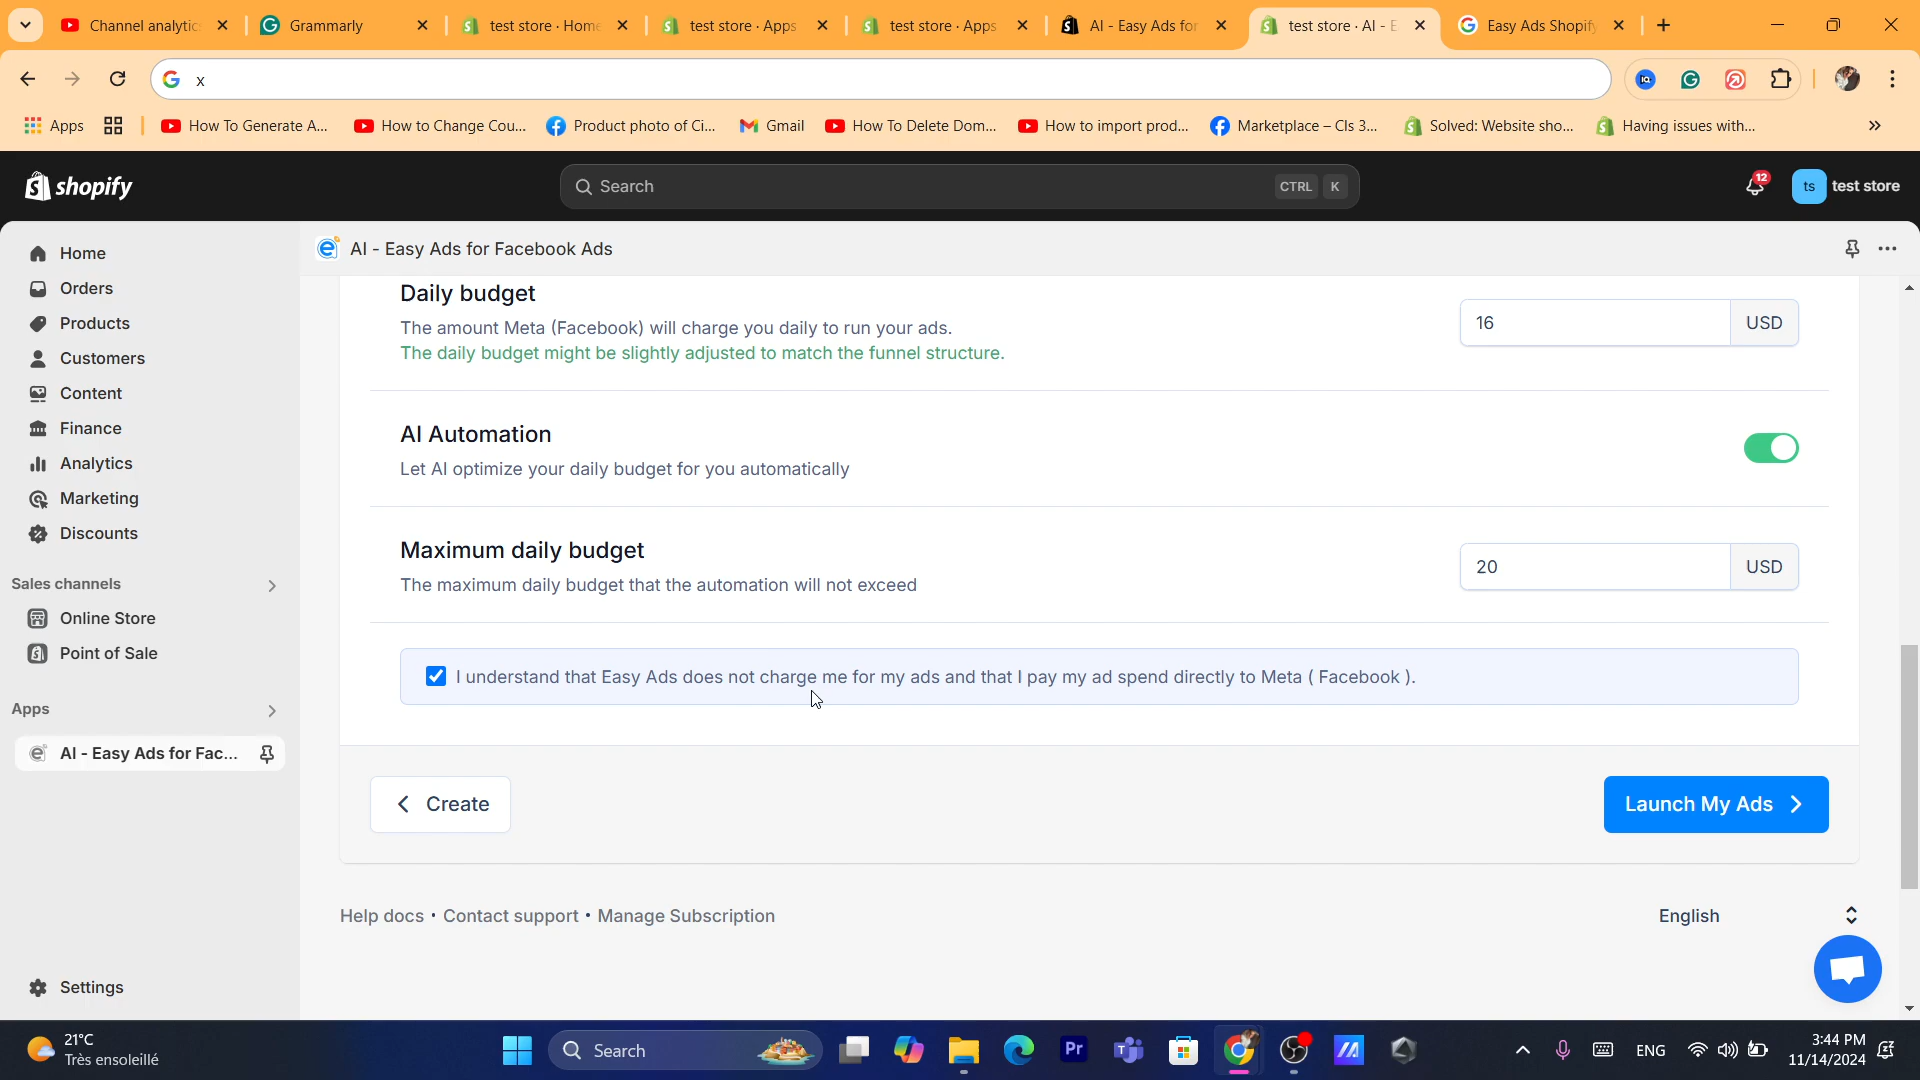 Channel analytic
Grammarly
test store · Home
test store · Apps
test store · Apps
AI - Easy Ads for
test store · AI - E
Easy Ads Shopify
x
Apps
How To Generate A...
How to Change Cou...
Product photo of Ci...
Gmail
How To Delete Dom...
How to import prod...
Marketplace – Cls 3...
Solved: Website sho...
Having issues with...
shopify
Search
CTRL K
12
ts
test store
Home
Orders
Products
Customers
Content
Finance
Analytics
Marketing
Discounts
Sales channels
Online Store
Point of Sale
Apps
AI - Easy Ads for Fac...
Settings
AI - Easy Ads for Facebook Ads
Daily budget
The amount Meta (Facebook) will charge you daily to run your ads.
The daily budget might be slightly adjusted to match the funnel structure.
16 USD
AI Automation
Let AI optimize your daily budget for you automatically
Maximum daily budget
The maximum daily budget that the automation will not exceed
20 USD
I understand that Easy Ads does not charge me for my ads and that I pay my ad spend directly to Meta ( Facebook ).
Create
Launch My Ads
Help docs • Contact support • Manage Subscription
English
21°C
Très ensoleillé
Search
Pr
ENG
3:44 PM
11/14/2024